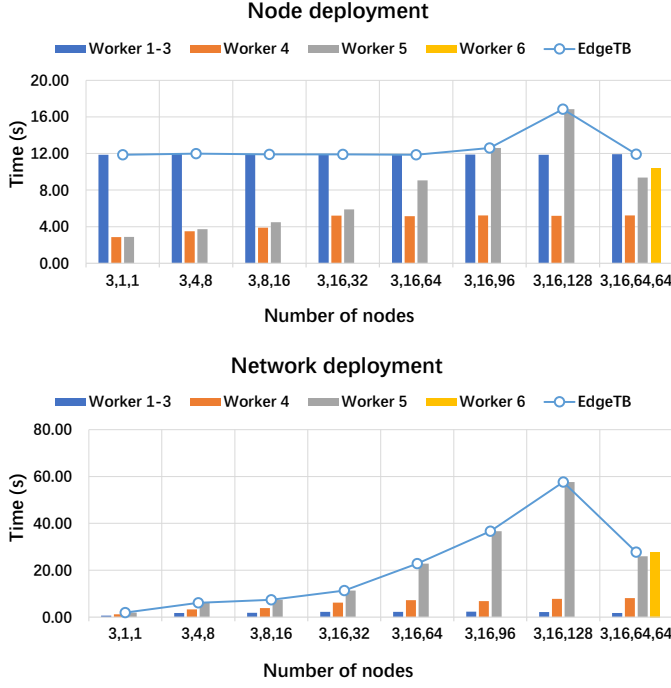 Node deployment
Worker 1-3 Worker 4 Worker 5 Worker 6 EdgeTB
20.00
16.00
12.00
8.00
4.00
0.00
Time (s)
3,1,1 3,4,8 3,8,16 3,16,32 3,16,64 3,16,96 3,16,128 3,16,64,64
Number of nodes
Network deployment
Worker 1-3 Worker 4 Worker 5 Worker 6 EdgeTB
80.00
60.00
40.00
20.00
0.00
Time (s)
3,1,1 3,4,8 3,8,16 3,16,32 3,16,64 3,16,96 3,16,128 3,16,64,64
Number of nodes